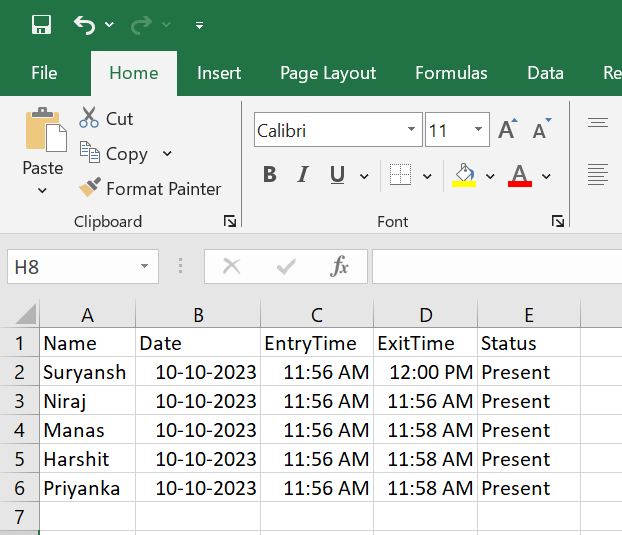 File Home Insert Page Layout Formulas Data Re
Cut
Copy
Format Painter
Paste
Clipboard
Calibri 11 A A
B I U A
Font
H8 fx
A B C D E
1 Name Date EntryTime ExitTime Status
2 Suryansh 10-10-2023 11:56 AM 12:00 PM Present
3 Niraj 10-10-2023 11:56 AM 11:56 AM Present
4 Manas 10-10-2023 11:56 AM 11:58 AM Present
5 Harshit 10-10-2023 11:56 AM 11:58 AM Present
6 Priyanka 10-10-2023 11:56 AM 11:58 AM Present
7